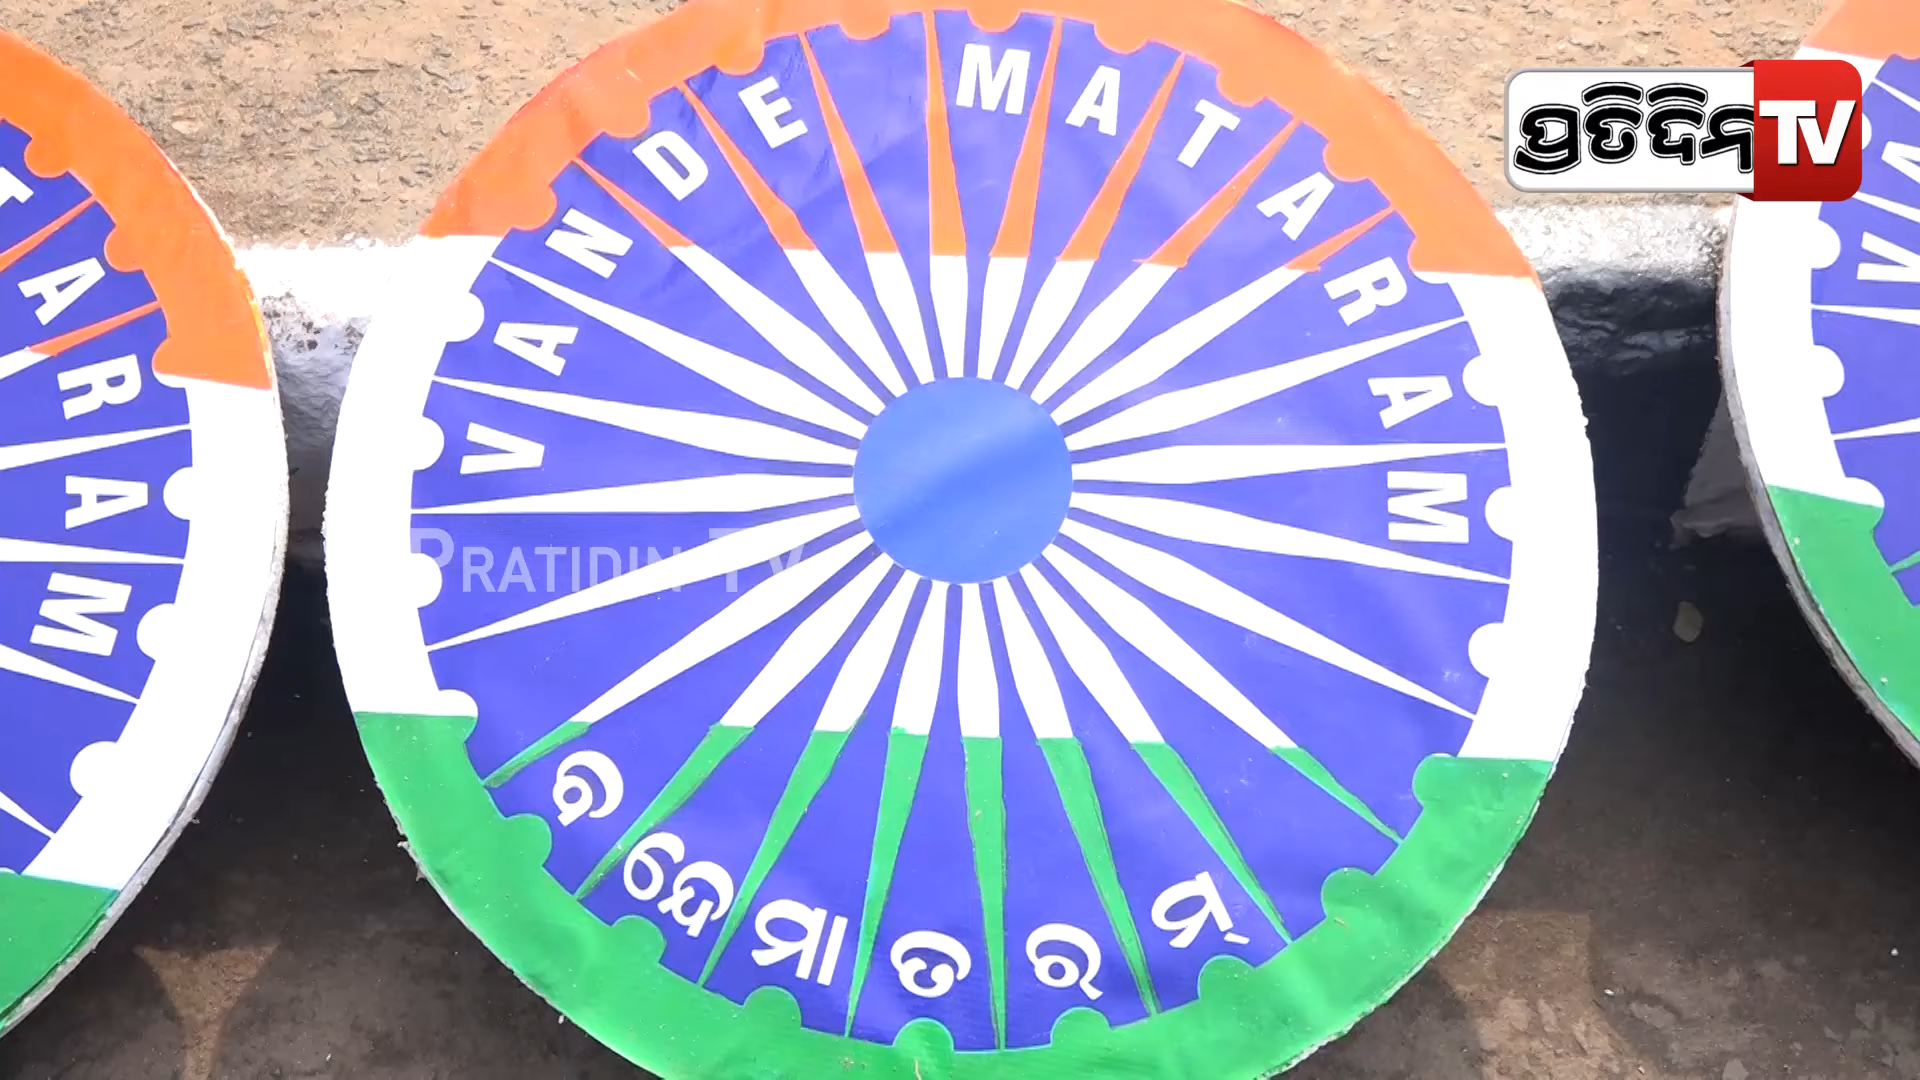 VANDE MATARAM
ପ୍ରତିଦିନ TV
TARAM
V
PRATIDIN TV
ବନ୍ଦେ ମାତରମ୍